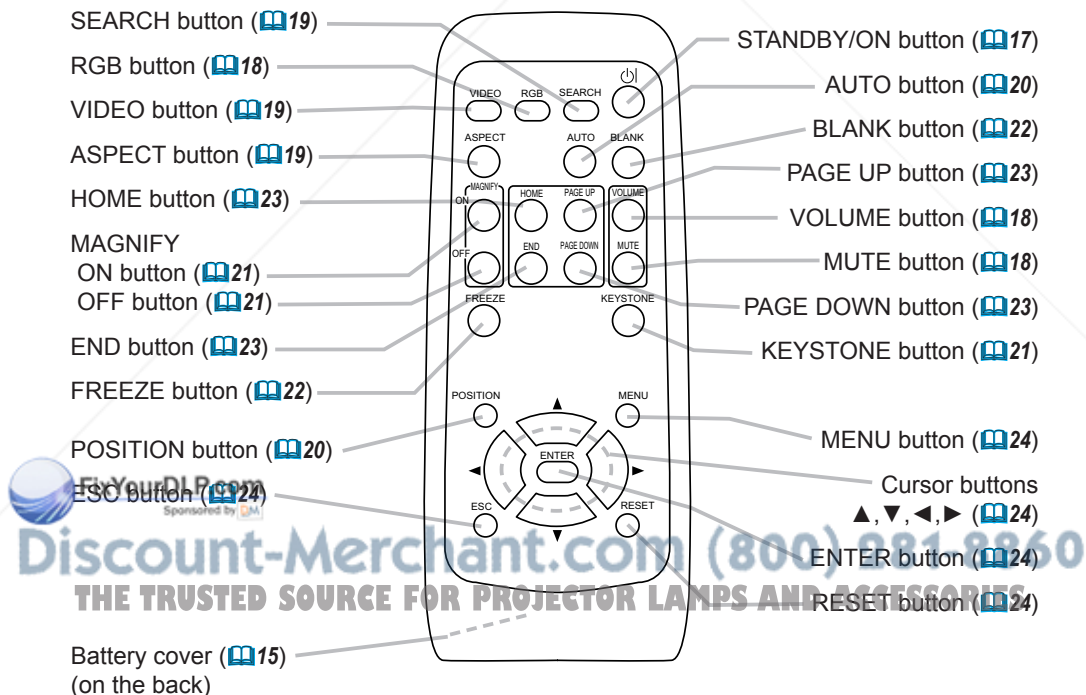 SEARCH button (19)
RGB button (18)
VIDEO button (19)
ASPECT button (19)
HOME button (23)
MAGNIFY
ON button (21)
OFF button (21)
END button (23)
FREEZE button (22)
POSITION button (20)
ESC button (24)
Battery cover (15)
(on the back)
VIDEO RGB SEARCH
ASPECT AUTO BLANK
MAGNIFY HOME PAGE UP VOLUME
ON
OFF END PAGE DOWN MUTE
FREEZE KEYSTONE
POSITION MENU
▲
◄ ENTER ►
ESC RESET
▼
STANDBY/ON button (17)
AUTO button (20)
BLANK button (22)
PAGE UP button (23)
VOLUME button (18)
MUTE button (18)
PAGE DOWN button (23)
KEYSTONE button (21)
MENU button (24)
Cursor buttons
▲,▼,◄,► (24)
ENTER button (24)
RESET button (24)
FixYourDLP.com
Sponsored by DM
Discount-Merchant.com (800) 981-8860
THE TRUSTED SOURCE FOR PROJECTOR LAMPS AND ACCESSORIES